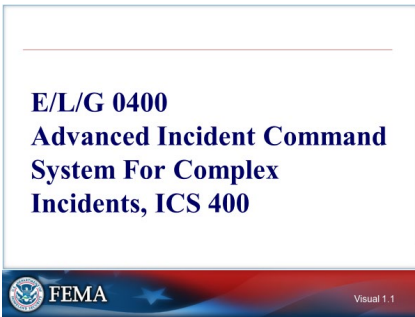 E/L/G 0400
Advanced Incident Command
System For Complex
Incidents, ICS 400
FEMA
Visual 1.1